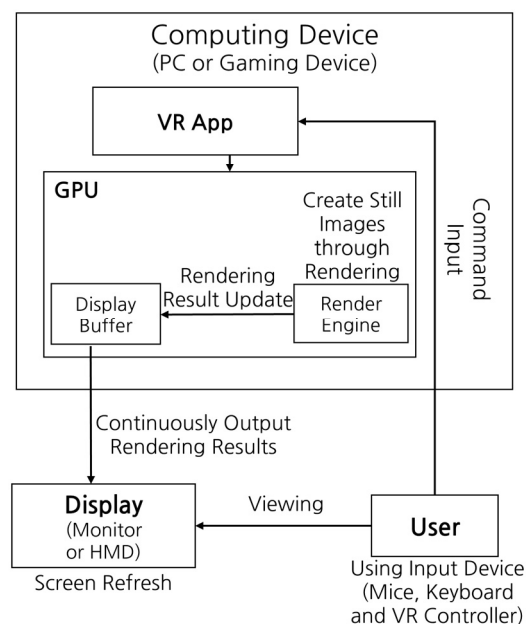 Computing Device
(PC or Gaming Device)
VR App
GPU
Create Still
Images
through
Rendering
Rendering
Result Update
Display
Buffer
Render
Engine
Command
Input
Continuously Output
Rendering Results
Display
(Monitor
or HMD)
Screen Refresh
Viewing
User
Using Input Device
(Mice, Keyboard
and VR Controller)